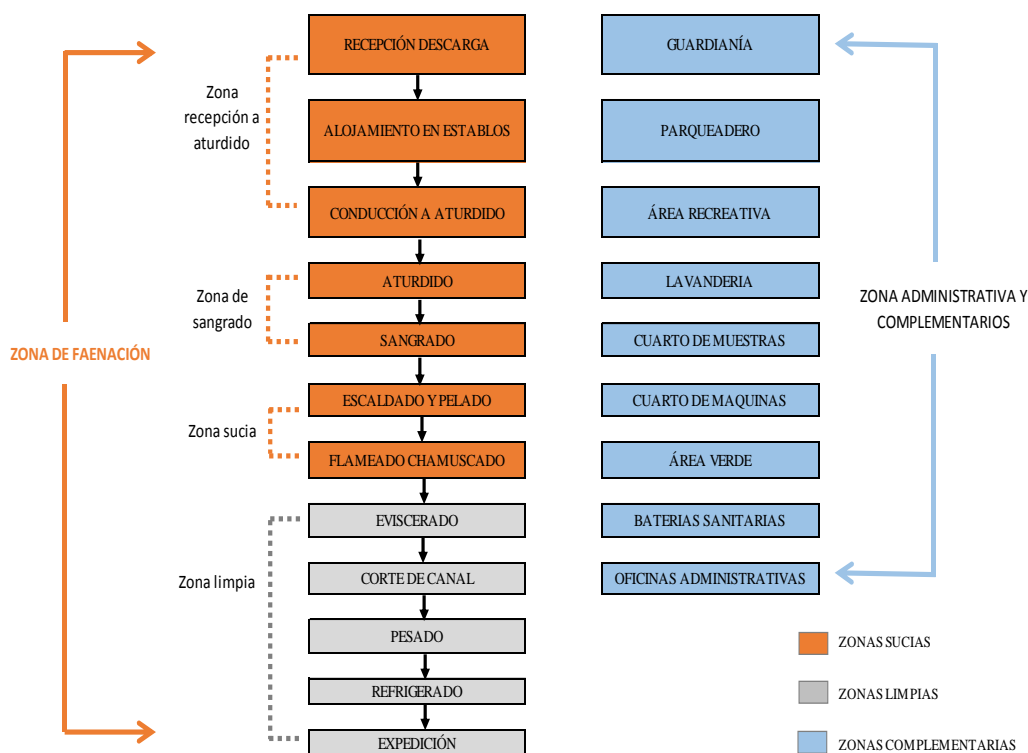 RECEPCIÓN DESCARGA
GUARDIANÍA
Zona
recepción a
aturdido
ALOJAMIENTO EN ESTABLOS
PARQUEADERO
CONDUCCIÓN A ATURDIDO
ÁREA RECREATIVA
ATURDIDO
LAVANDERIA
Zona de
sangrado
ZONA ADMINISTRATIVA Y
COMPLEMENTARIOS
SANGRADO
CUARTO DE MUESTRAS
ZONA DE FAENACIÓN
ESCALDADO Y PELADO
CUARTO DE MAQUINAS
Zona sucia
FLAMEADO CHAMUSCADO
ÁREA VERDE
EVISCERADO
BATERIAS SANITARIAS
Zona limpia
CORTE DE CANAL
OFICINAS ADMINISTRATIVAS
PESADO
ZONAS SUCIAS
REFRIGERADO
ZONAS LIMPIAS
EXPEDICIÓN
ZONAS COMPLEMENTARIAS